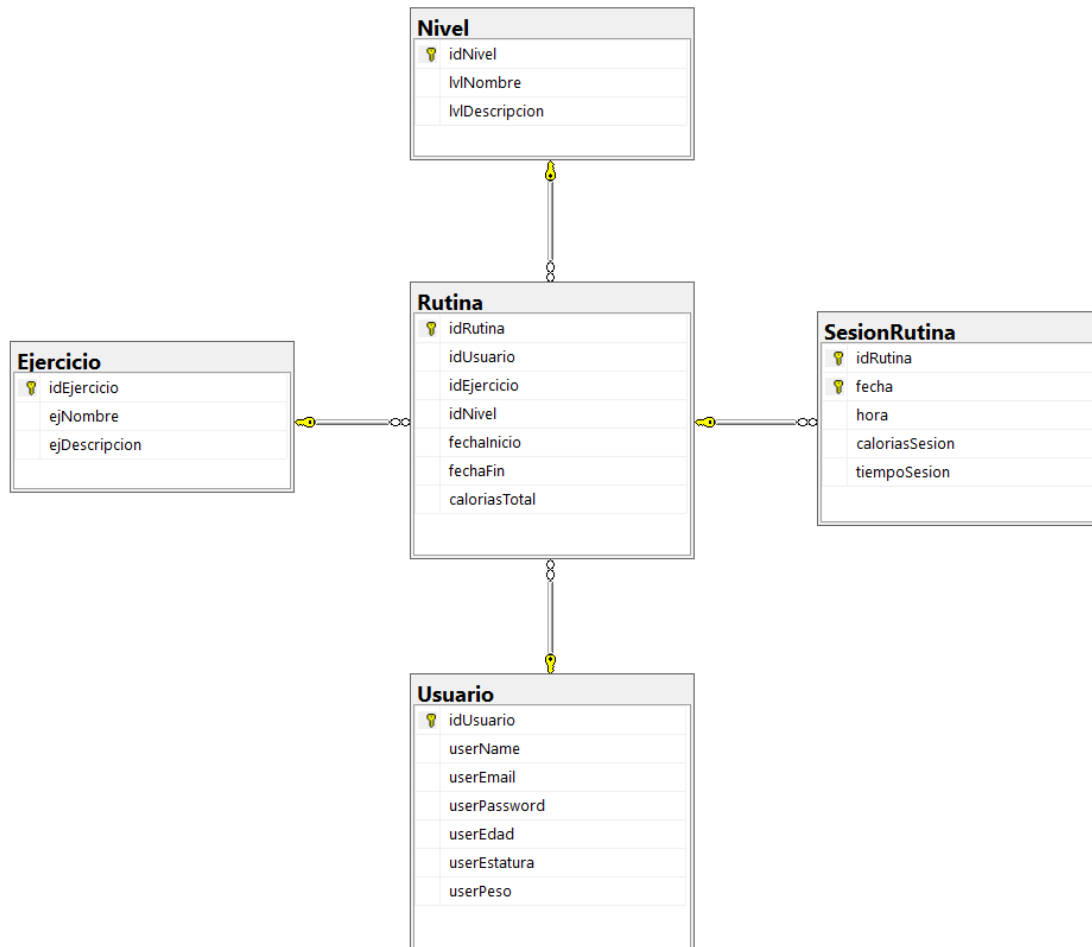 Nivel
idNivel
lvlNombre
lvlDescripcion
Rutina
idRutina
idUsuario
idEjercicio
idNivel
fechaInicio
fechaFin
caloriasTotal
Ejercicio
idEjercicio
ejNombre
ejDescripcion
SesionRutina
idRutina
fecha
hora
caloriasSesion
tiempoSesion
Usuario
idUsuario
userName
userEmail
userPassword
userEdad
userEstatura
userPeso